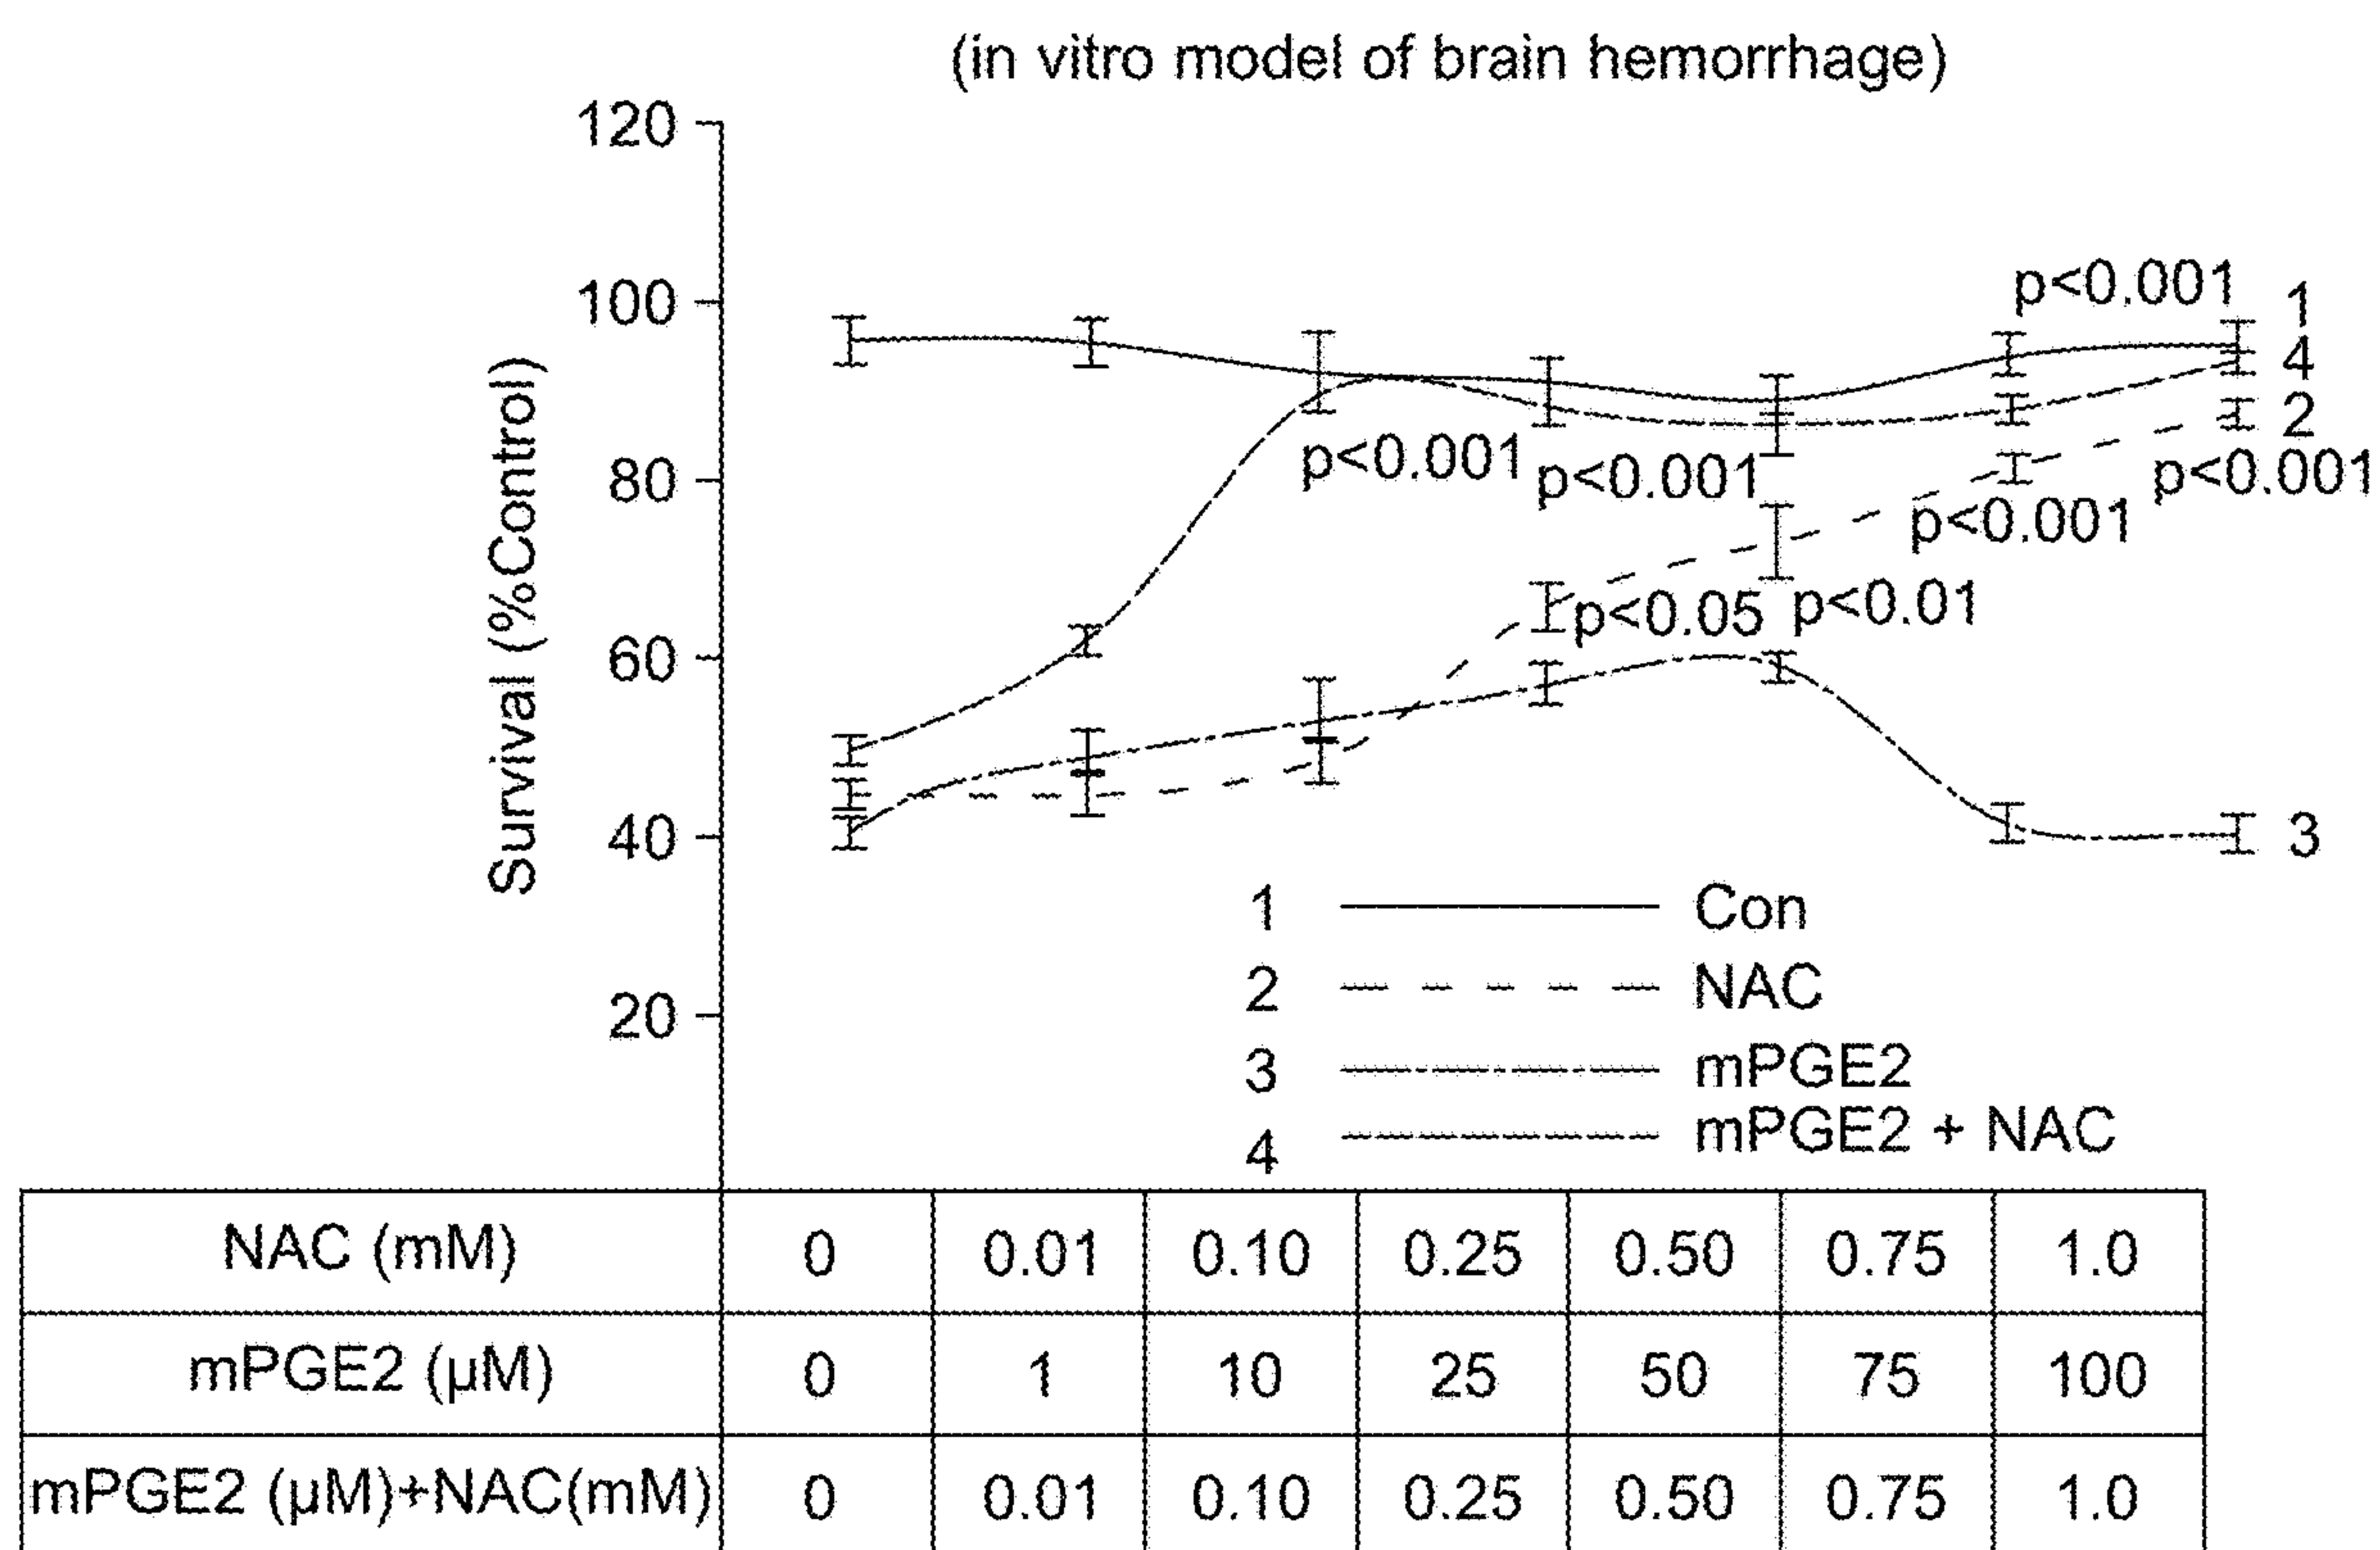 (in vitro model of brain hemorrhage)
120
100
80
60
40
20
Survival (%Control)
p<0.001
1
4
2
p<0.001
p<0.001
p<0.001
p<0.001
p<0.05
p<0.01
3
1 Con
2 NAC
3 mPGE2
4 mPGE2 + NAC
NAC (mM) 0 0.01 0.10 0.25 0.50 0.75 1.0
mPGE2 (µM) 0 1 10 25 50 75 100
mPGE2 (µM)+NAC(mM) 0 0.01 0.10 0.25 0.50 0.75 1.0